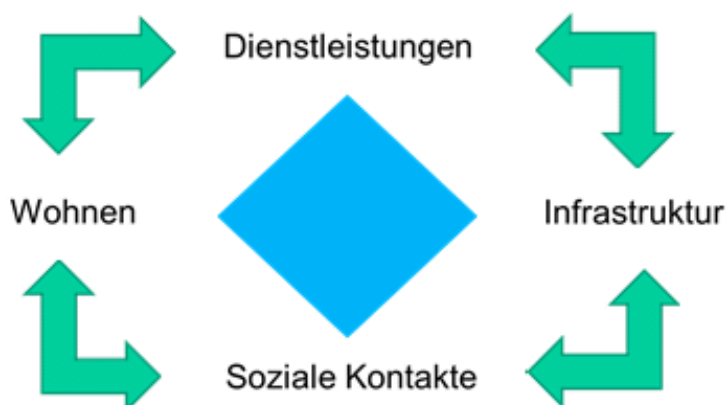 Dienstleistungen
Wohnen
Infrastruktur
Soziale Kontakte